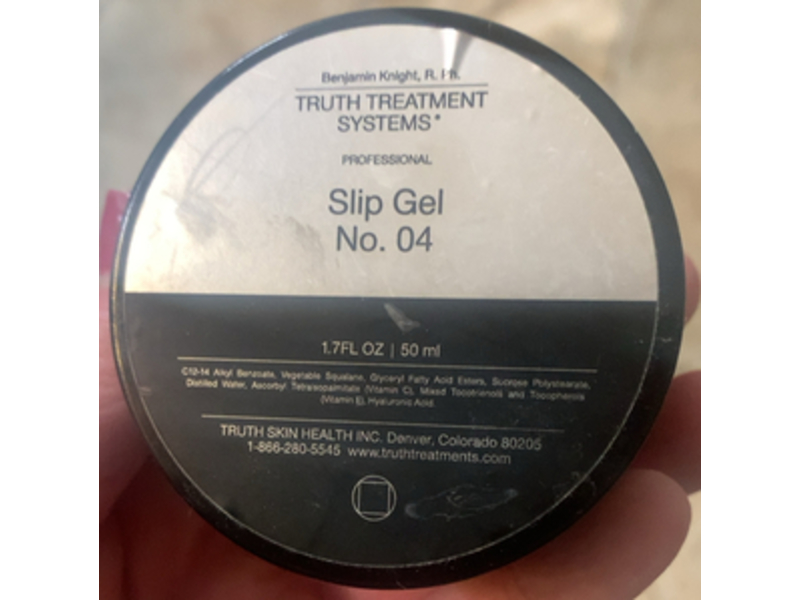 Benjamin Knight, R. Ph.
TRUTH TREATMENT
SYSTEMS®
PROFESSIONAL
Slip Gel
No. 04
1.7FL OZ | 50 ml
C12-14 Alkyl Benzoate, Vegetable Squalane, Glyceryl Fatty Acid Esters, Sucrose Polystearate,
Distilled Water, Ascorbyl Tetraisopalmitate (Vitamin C), Mixed Tocotrienols and Tocopherols
(Vitamin E), Hyaluronic Acid.
TRUTH SKIN HEALTH INC. Denver, Colorado 80205
1-866-280-5545 www.truthtreatments.com